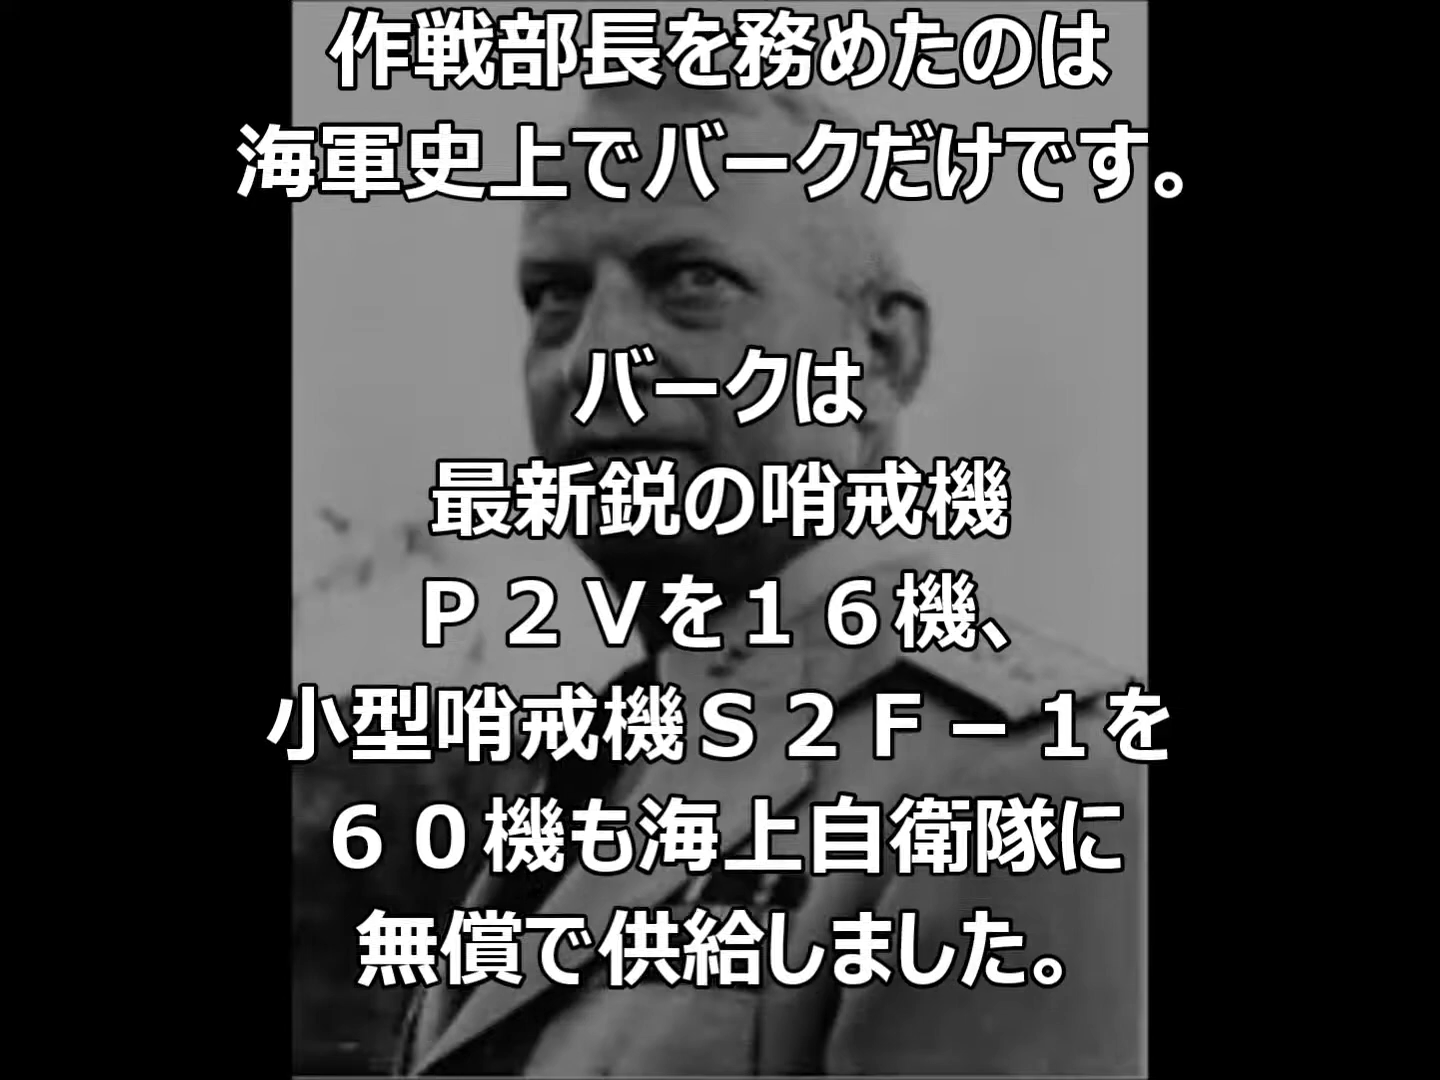 作戦部長を務めたのは
海軍史上でバークだけです。
バークは
最新鋭の哨戒機
Ｐ２Ｖを１６機、
小型哨戒機Ｓ２Ｆ−１を
６０機も海上自衛隊に
無償で供給しました。